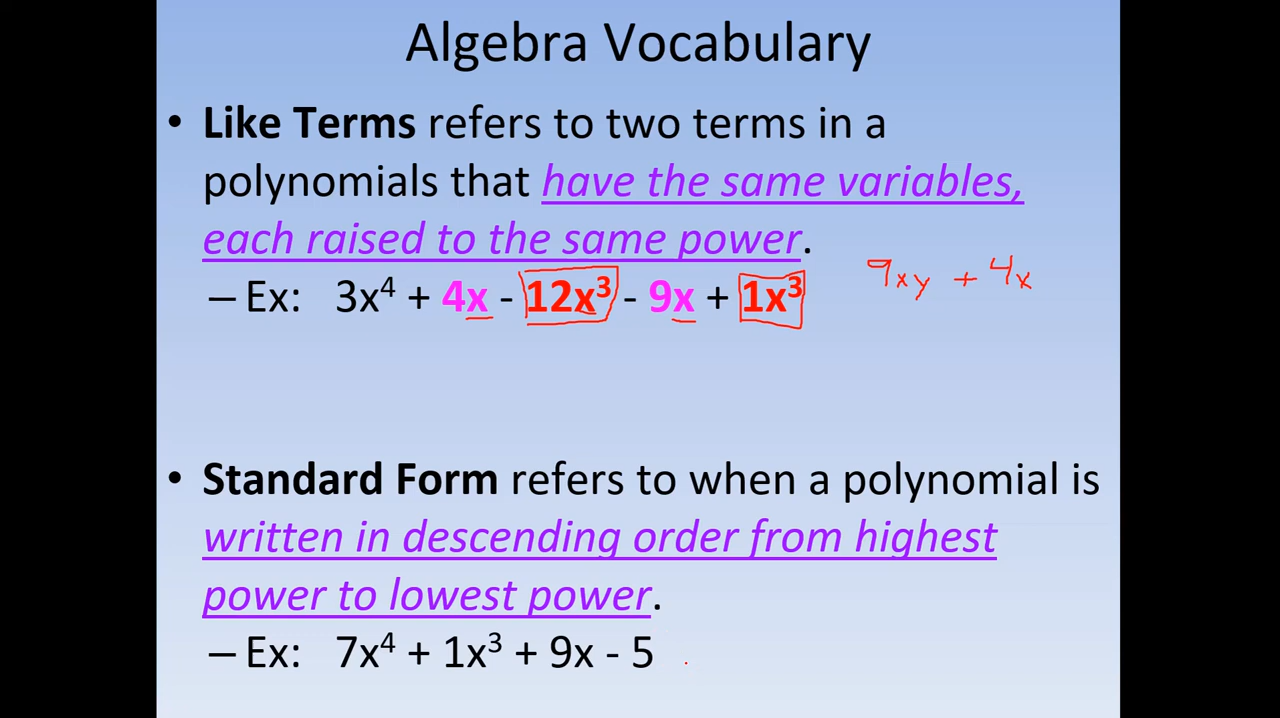 Algebra Vocabulary
• Like Terms refers to two terms in a
polynomials that have the same variables,
each raised to the same power.
– Ex: 3x⁴ + 4x - 12x³ - 9x + 1x³
9xy + 4x
• Standard Form refers to when a polynomial is
written in descending order from highest
power to lowest power.
– Ex: 7x⁴ + 1x³ + 9x - 5